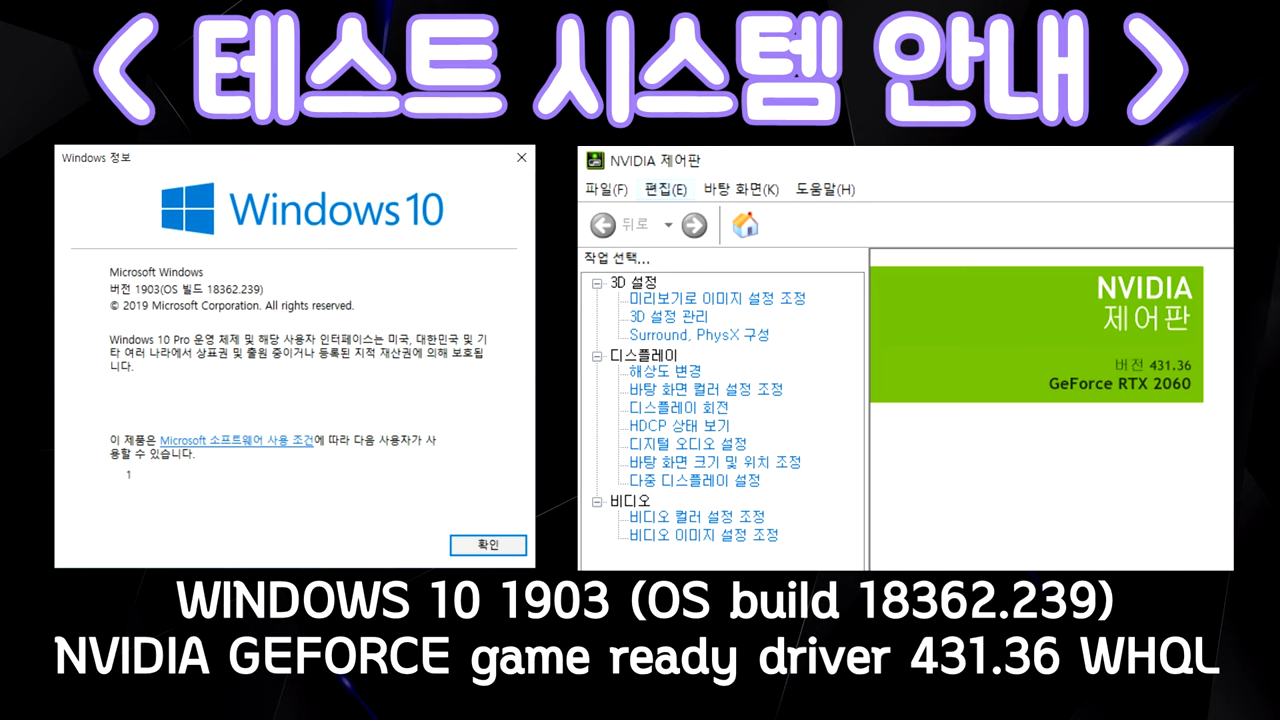 < 테스트 시스템 안내 >
Windows 정보
Windows 10
Microsoft Windows
버전 1903(OS 빌드 18362.239)
© 2019 Microsoft Corporation. All rights reserved.
Windows 10 Pro 운영 체제 및 해당 사용자 인터페이스는 미국, 대한민국 및 기
타 여러 나라에서 상표권 및 출원 중이거나 등록된 지적 재산권에 의해 보호됩
니다.
이 제품은 Microsoft 소프트웨어 사용 조건에 따라 다음 사용자가 사
용할 수 있습니다.
1
확인
NVIDIA 제어판
파일(F) 편집(E) 바탕 화면(K) 도움말(H)
뒤로
작업 선택...
3D 설정
미리보기로 이미지 설정 조정
3D 설정 관리
Surround, PhysX 구성
디스플레이
해상도 변경
바탕 화면 컬러 설정 조정
디스플레이 회전
HDCP 상태 보기
디지털 오디오 설정
바탕 화면 크기 및 위치 조정
다중 디스플레이 설정
비디오
비디오 컬러 설정 조정
비디오 이미지 설정 조정
NVIDIA
제어판
버전 431.36
GeForce RTX 2060
WINDOWS 10 1903 (OS build 18362.239)
NVIDIA GEFORCE game ready driver 431.36 WHQL